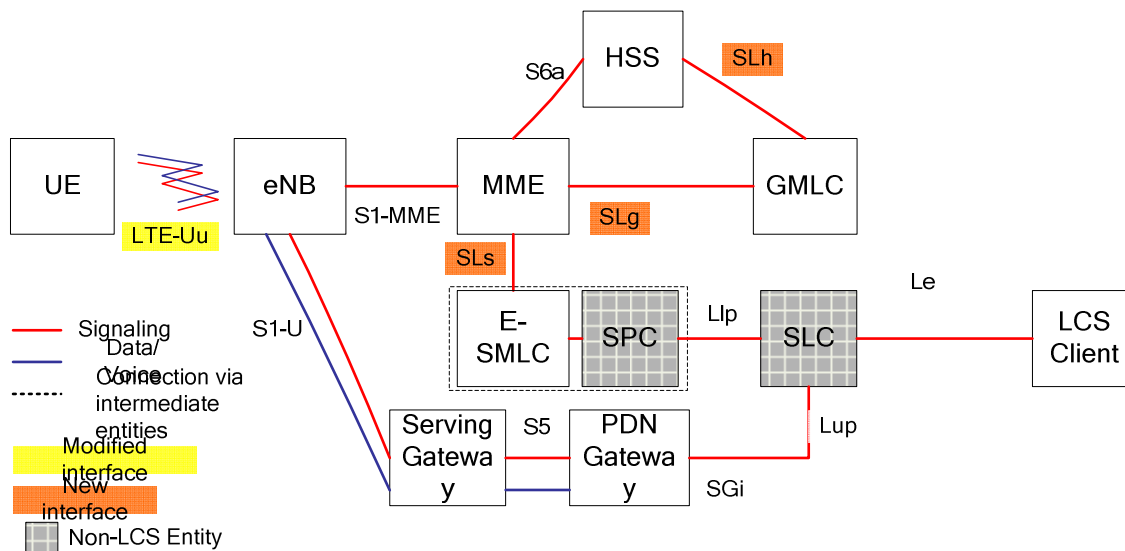 HSS
SLh
S6a
UE
eNB
MME
GMLC
S1-MME
SLg
LTE-Uu
SLs
Le
S1-U
E-
SMLC
SPC
Llp
SLC
LCS
Client
Signaling
Data/
Voice
Connection via
intermediate
entities
Serving
Gatewa
y
S5
PDN
Gatewa
y
Lup
SGi
Modified
interface
New
interface
Non-LCS Entity